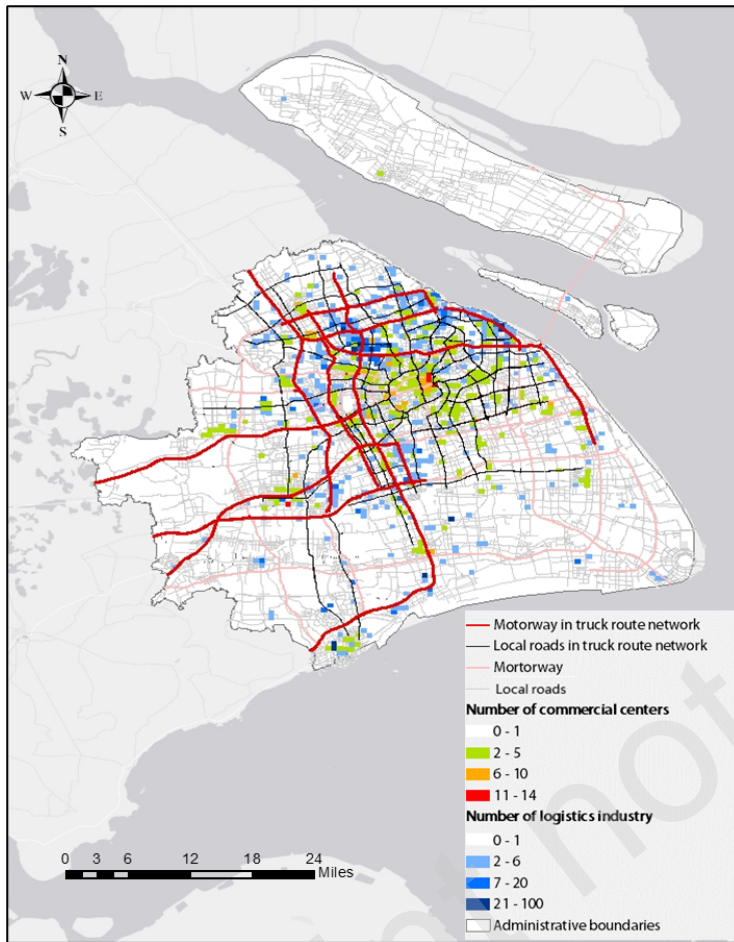 N
W E
S
Motorway in truck route network
Local roads in truck route network
Mortorway
Local roads
Number of commercial centers
0 - 1
2 - 5
6 - 10
11 - 14
Number of logistics industry
0 - 1
2 - 6
7 - 20
21 - 100
Administrative boundaries
0 3 6 12 18 24
Miles
not